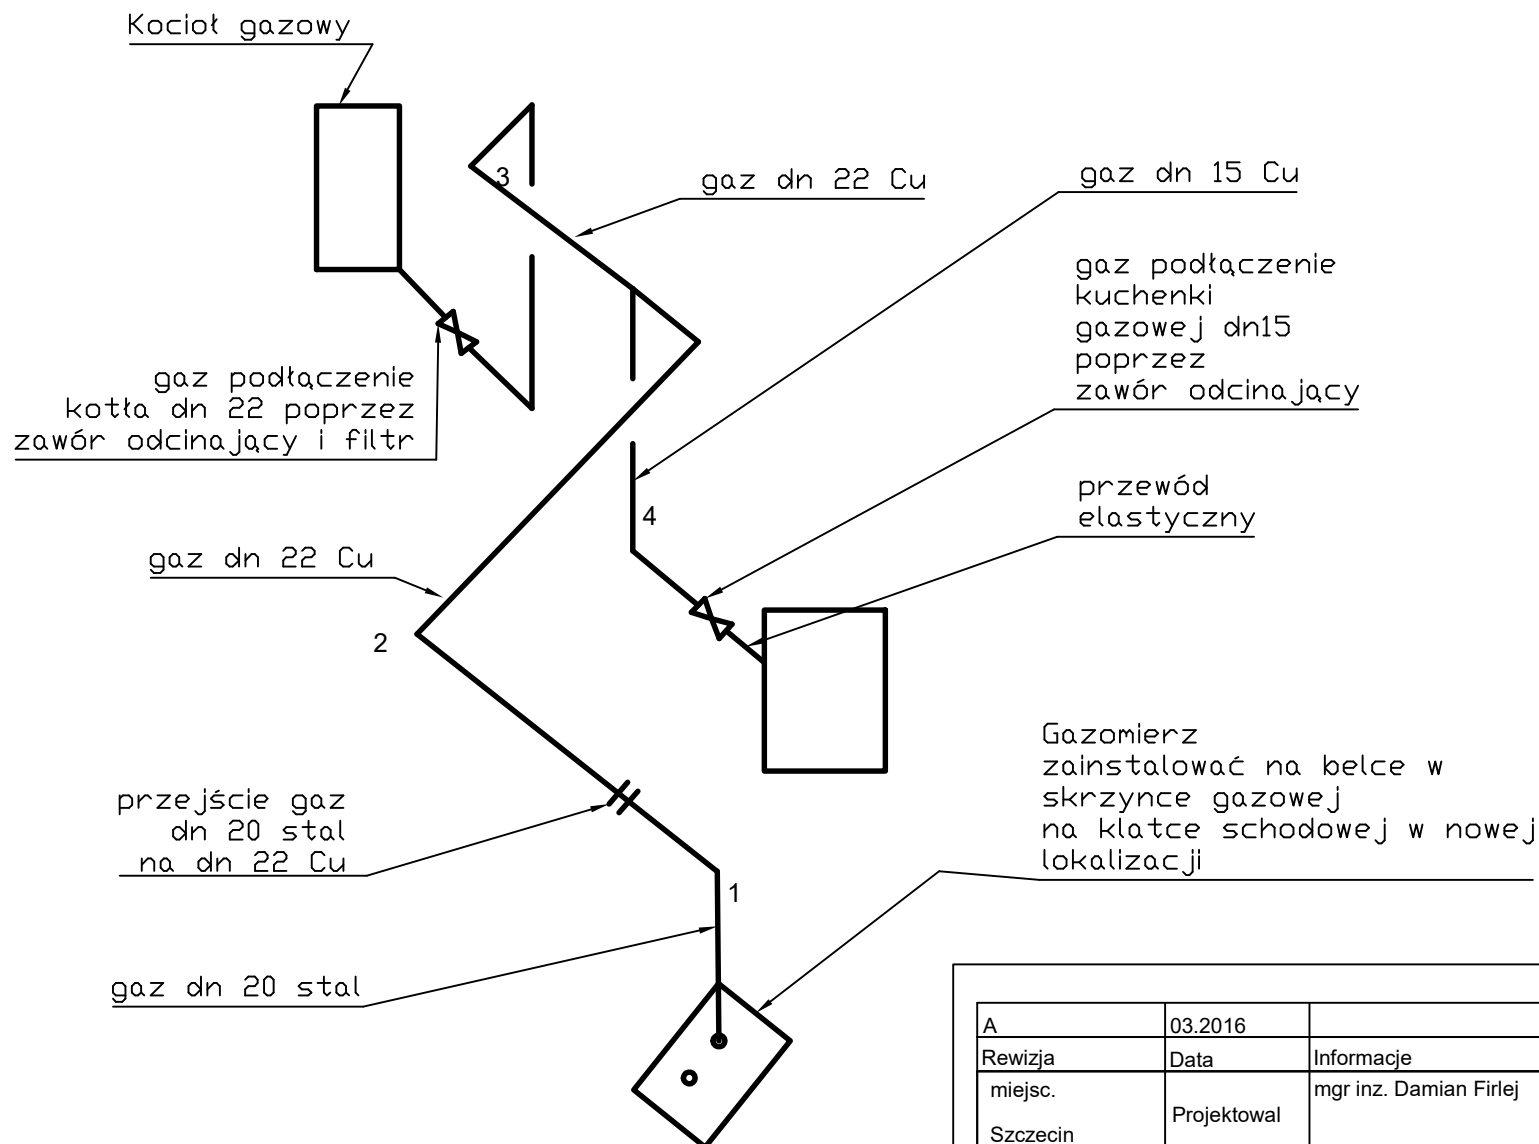 Kocioł gazowy
3
gaz dn 22 Cu
gaz dn 15 Cu
gaz podłączenie
kuchenki
gazowej dn15
poprzez
zawór odcinający
gaz podłączenie
kotła dn 22 poprzez
zawór odcinający i filtr
przewód
elastyczny
4
gaz dn 22 Cu
2
Gazomierz
zainstalować na belce w
skrzynce gazowej
na klatce schodowej w nowej
lokalizacji
przejście gaz
dn 20 stal
na dn 22 Cu
1
gaz dn 20 stal
A 03.2016
Rewizja Data Informacje
miejsc. mgr inz. Damian Firlej
Projektowal
Szczecin